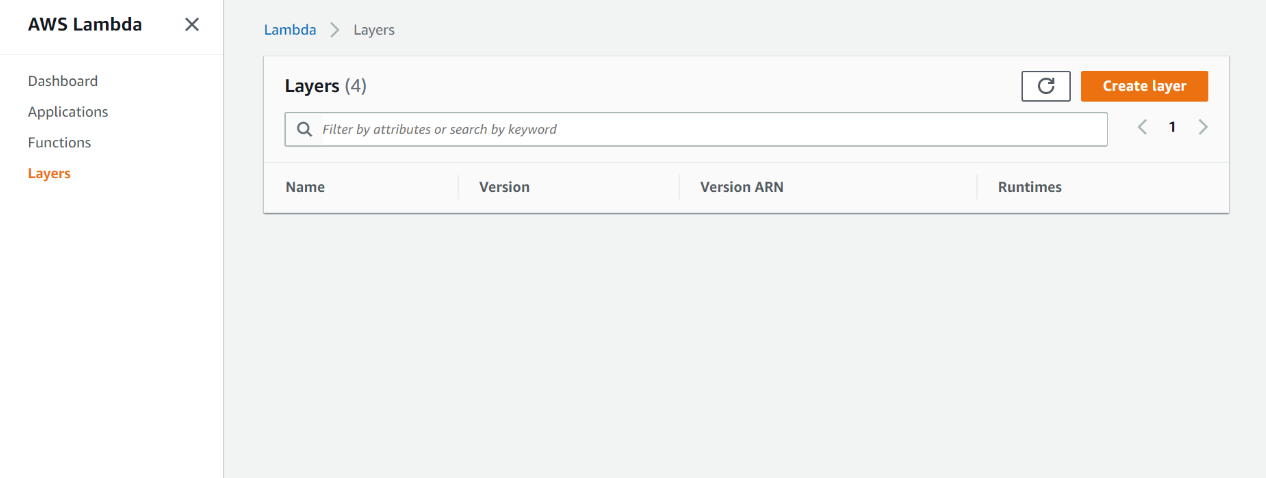 AWS Lambda
Dashboard
Applications
Functions
Layers
Lambda > Layers
Layers (4)
Create layer
Filter by attributes or search by keyword
1
Name Version Version ARN Runtimes